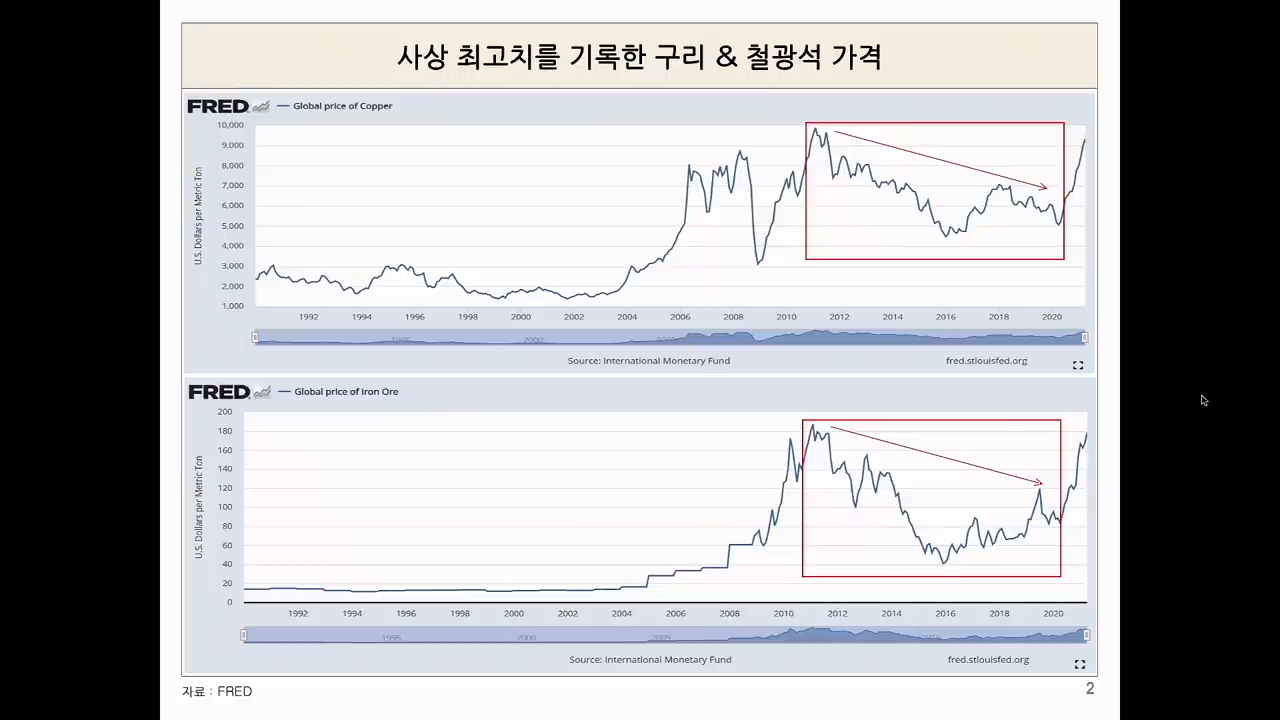 사상 최고치를 기록한 구리 & 철광석 가격
FRED
Global price of Copper
10,000
9,000
8,000
7,000
6,000
5,000
4,000
3,000
2,000
1,000
U.S. Dollars per Metric Ton
1992 1994 1996 1998 2000 2002 2004 2006 2008 2010 2012 2014 2016 2018 2020
1995 2000
Source: International Monetary Fund fred.stlouisfed.org
FRED
Global price of Iron Ore
200
180
160
140
120
100
80
60
40
20
0
U.S. Dollars per Metric Ton
1992 1994 1996 1998 2000 2002 2004 2006 2008 2010 2012 2014 2016 2018 2020
1995 2000 2005
Source: International Monetary Fund fred.stlouisfed.org
자료 : FRED
2